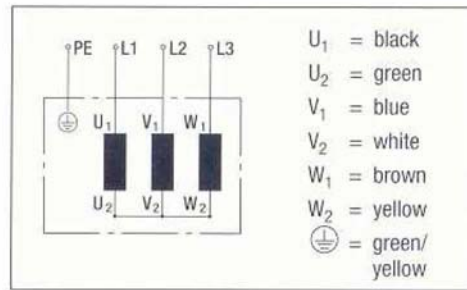 PE L1 L2 L3
U1 V1 W1
U2 V2 W2
U1 = black
U2 = green
V1 = blue
V2 = white
W1 = brown
W2 = yellow
= green/
yellow